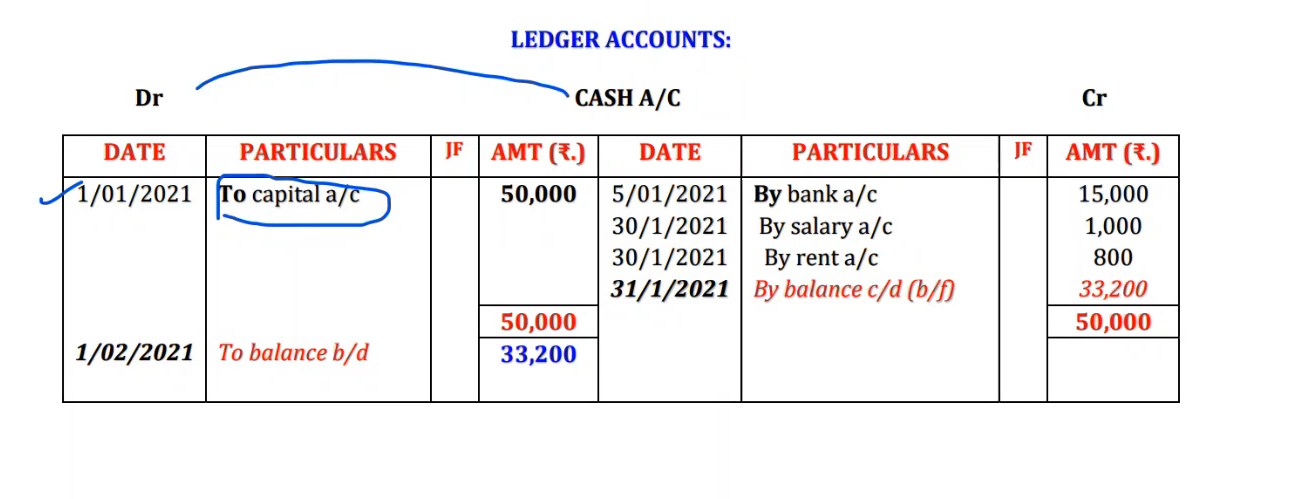 LEDGER ACCOUNTS:
Dr CASH A/C Cr
DATE PARTICULARS JF AMT (₹.) DATE PARTICULARS JF AMT (₹.)
1/01/2021 To capital a/c 50,000 5/01/2021 By bank a/c 15,000
30/1/2021 By salary a/c 1,000
30/1/2021 By rent a/c 800
31/1/2021 By balance c/d (b/f) 33,200
50,000 50,000
1/02/2021 To balance b/d 33,200